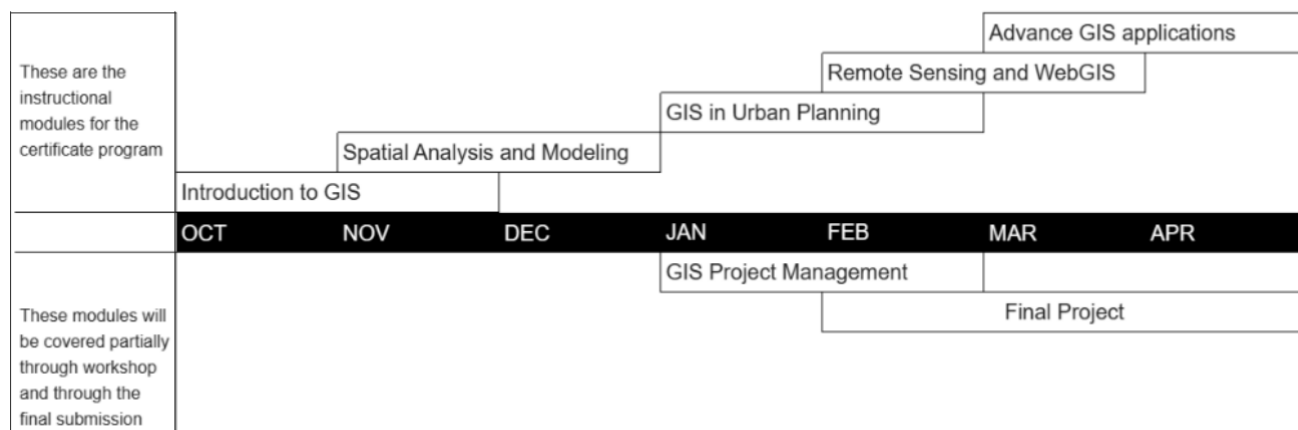 Advance GIS applications
Remote Sensing and WebGIS
GIS in Urban Planning
Spatial Analysis and Modeling
Introduction to GIS
These are the
instructional
modules for the
certificate program
OCT NOV DEC JAN FEB MAR APR
GIS Project Management
Final Project
These modules will
be covered partially
through workshop
and through the
final submission